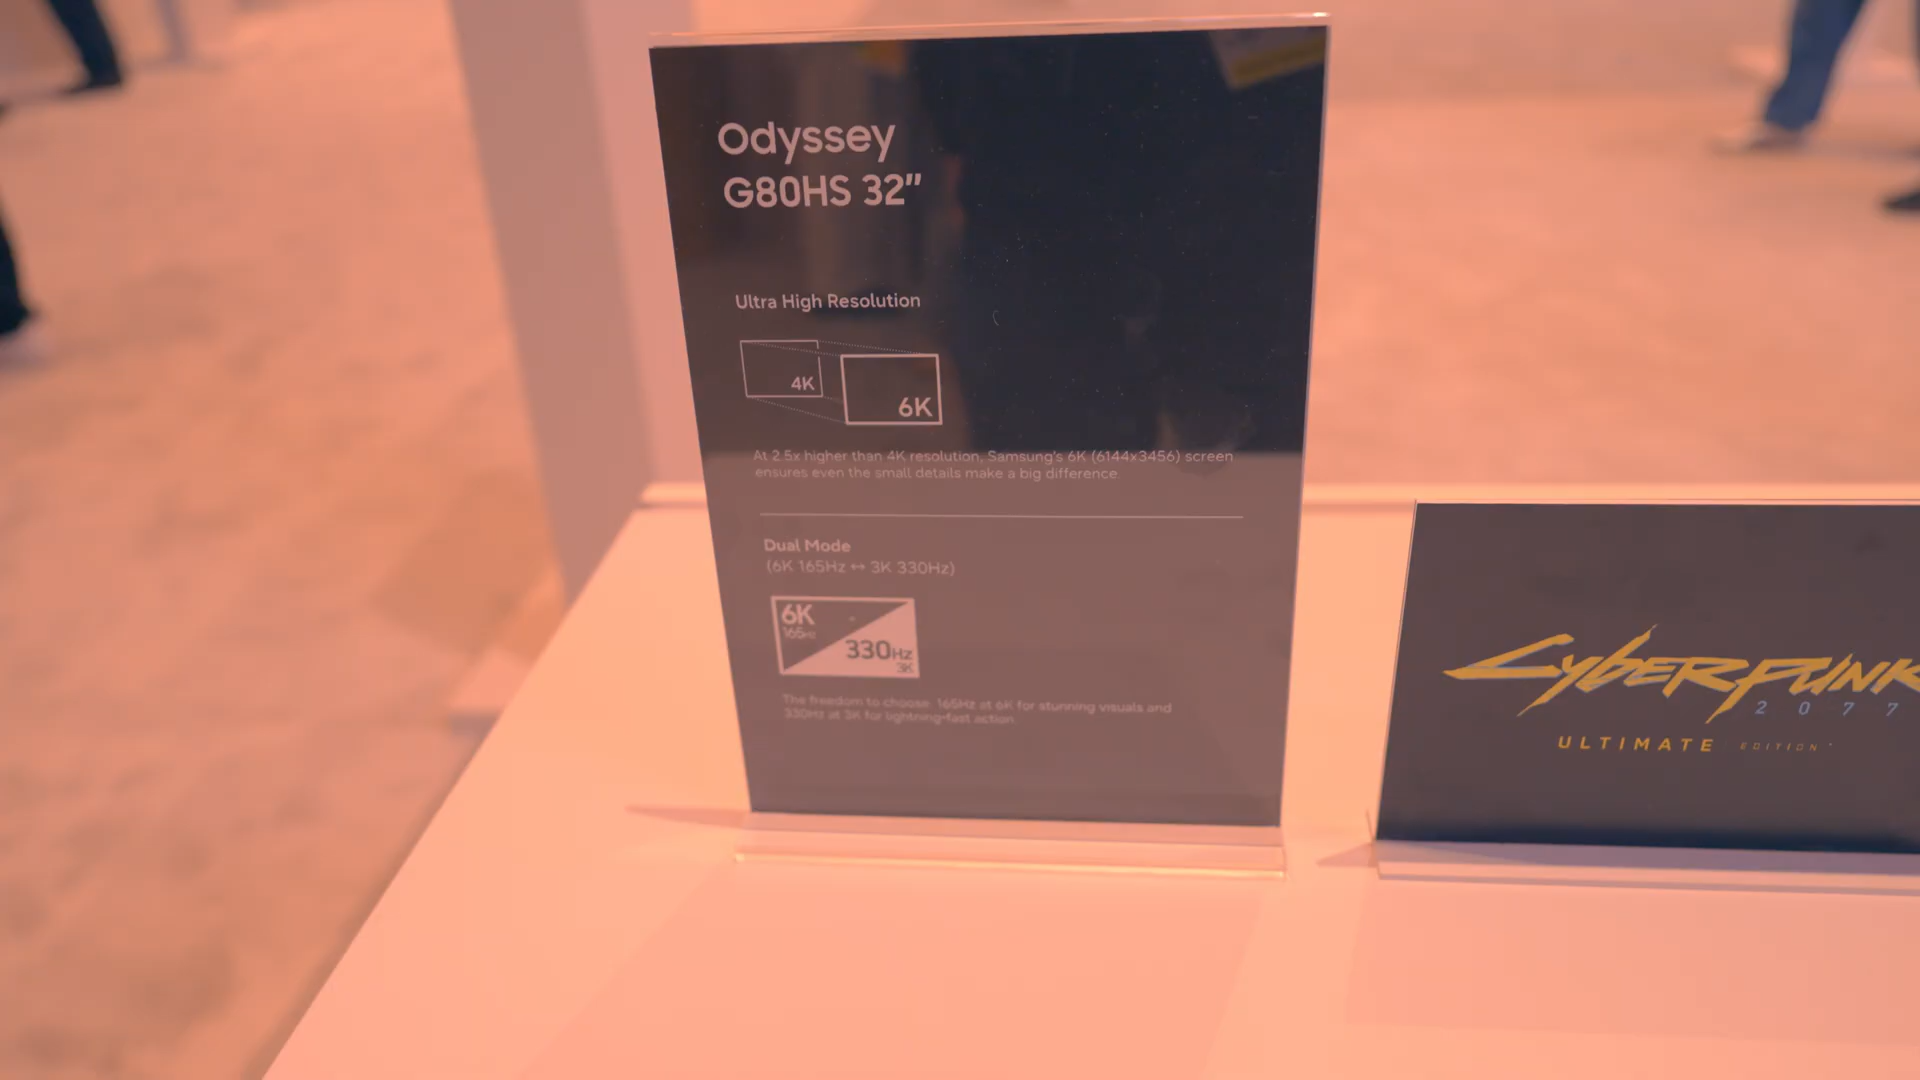 Odyssey
G80HS 32"
Ultra High Resolution
4K
6K
At 2.5x higher than 4K resolution, Samsung's 6K (6144x3456) screen
ensures even the small details make a big difference.
Dual Mode
(6K 165Hz ↔ 3K 330Hz)
6K
165Hz
330Hz
3K
The freedom to choose: 165Hz at 6K for stunning visuals and
330Hz at 3K for lightning-fast action.
CYBERPUNK
2077
ULTIMATE EDITION